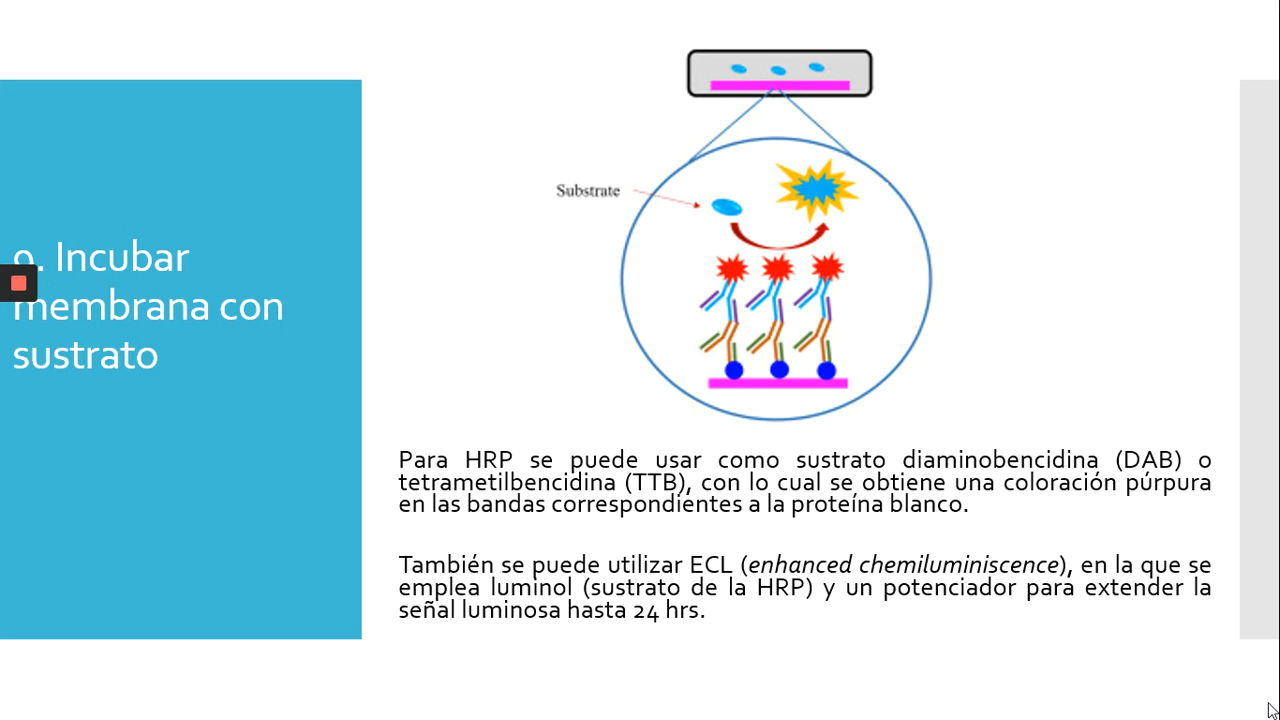 9. Incubar
membrana con
sustrato
Substrate
Para HRP se puede usar como sustrato diaminobencidina (DAB) o
tetrametilbencidina (TTB), con lo cual se obtiene una coloración púrpura
en las bandas correspondientes a la proteína blanco.
También se puede utilizar ECL (enhanced chemiluminiscence), en la que se
emplea luminol (sustrato de la HRP) y un potenciador para extender la
señal luminosa hasta 24 hrs.